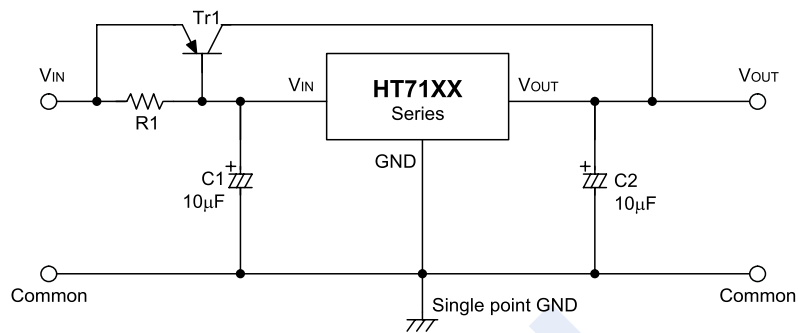 Tr1
VIN
R1
VIN
HT71XX
Series
VOUT
VOUT
GND
C1
10μF
C2
10μF
Common
Single point GND
Common